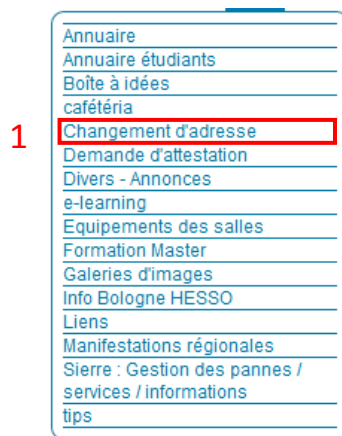 Annuaire
Annuaire étudiants
Boîte à idées
cafétéria
1 Changement d'adresse
Demande d'attestation
Divers - Annonces
e-learning
Equipements des salles
Formation Master
Galeries d'images
Info Bologne HESSO
Liens
Manifestations régionales
Sierre : Gestion des pannes /
services / informations
tips